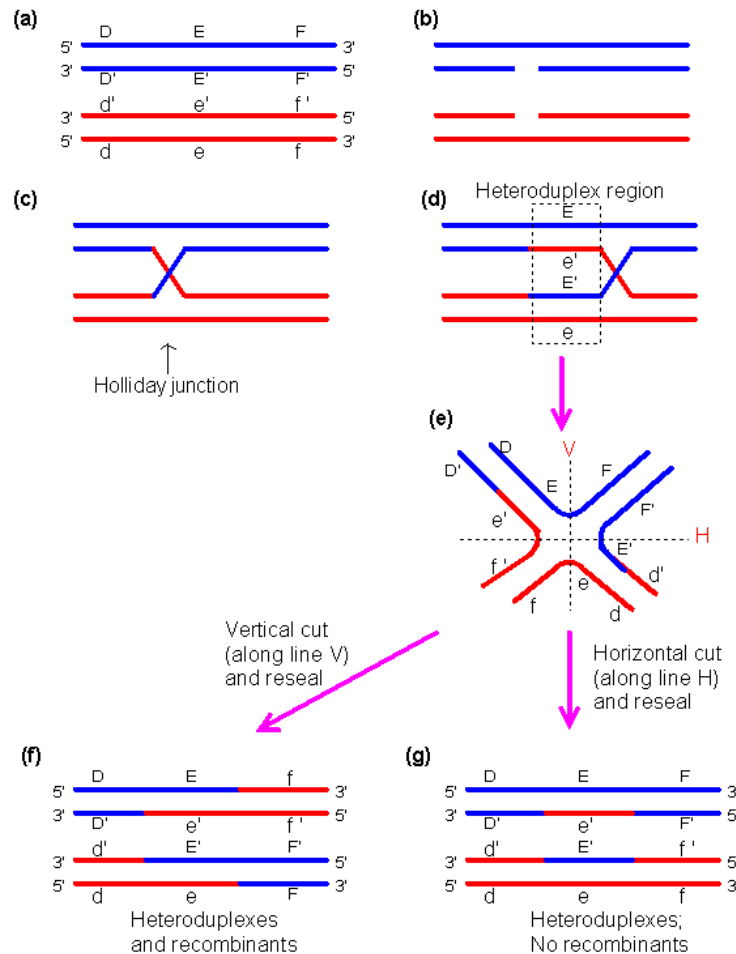 (a)
D E F
5' 3'
3' 5'
D' E' F'
d' e' f '
3' 3'
5' 5'
d e f
(b)
(c)
Holliday junction
(d)
Heteroduplex region
E
e'
E'
e
(e)
D V
D' E F
F'
e'
H
E'
f ' d'
e
f d
Vertical cut
(along line V)
and reseal
Horizontal cut
(along line H)
and reseal
(f)
D E f
5' 3'
3' 5'
D' e' f '
d' E' F'
3' 5'
5' 3'
d e F
Heteroduplexes
and recombinants
(g)
D E F
5' 3
3' 5'
D' e' F'
d' E' f '
3' 5'
5' 3
d e f
Heteroduplexes;
No recombinants